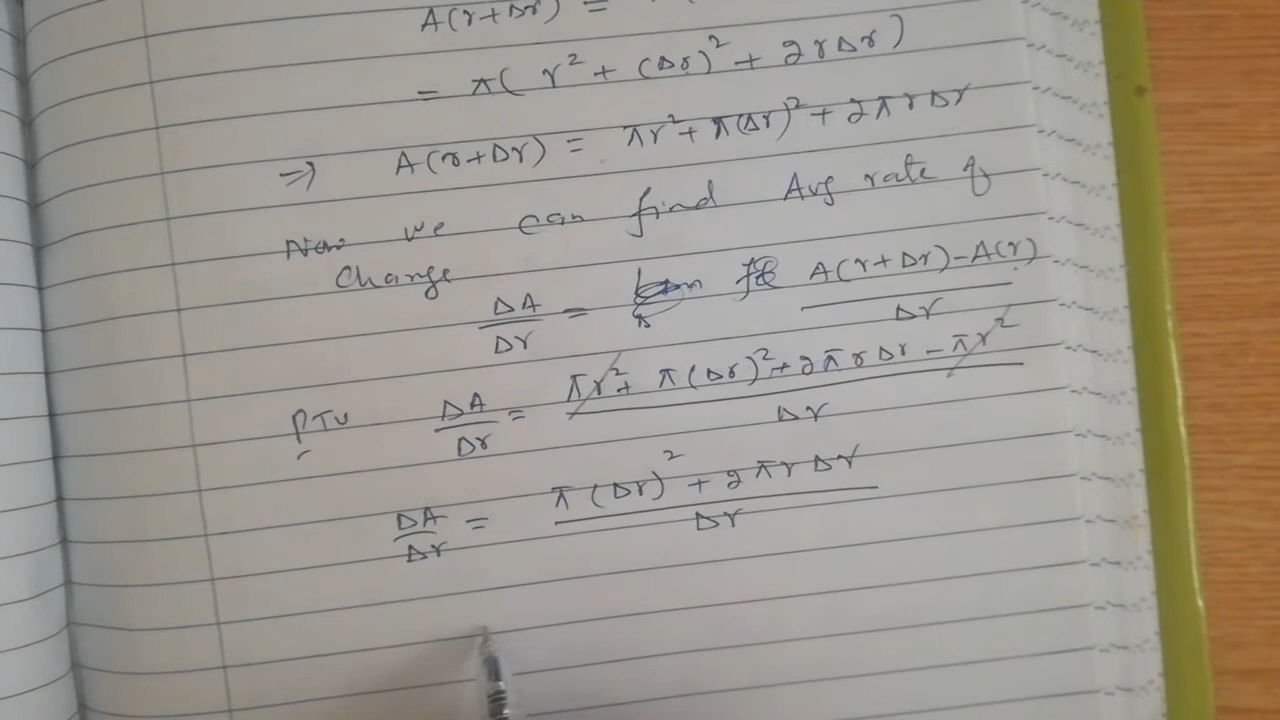 A(r+Δr) =
= π( r² + (Δr)² + 2rΔr)
⇒ A(r+Δr) = πr² + π(Δr)² + 2πrΔr
Now we can find Avg rate of
Change
ΔA/Δr = A(r+Δr)-A(r)/Δr
PTV ΔA/Δr = πr² + π(Δr)² + 2πrΔr - πr²/Δr
ΔA/Δr = π(Δr)² + 2πrΔr/Δr